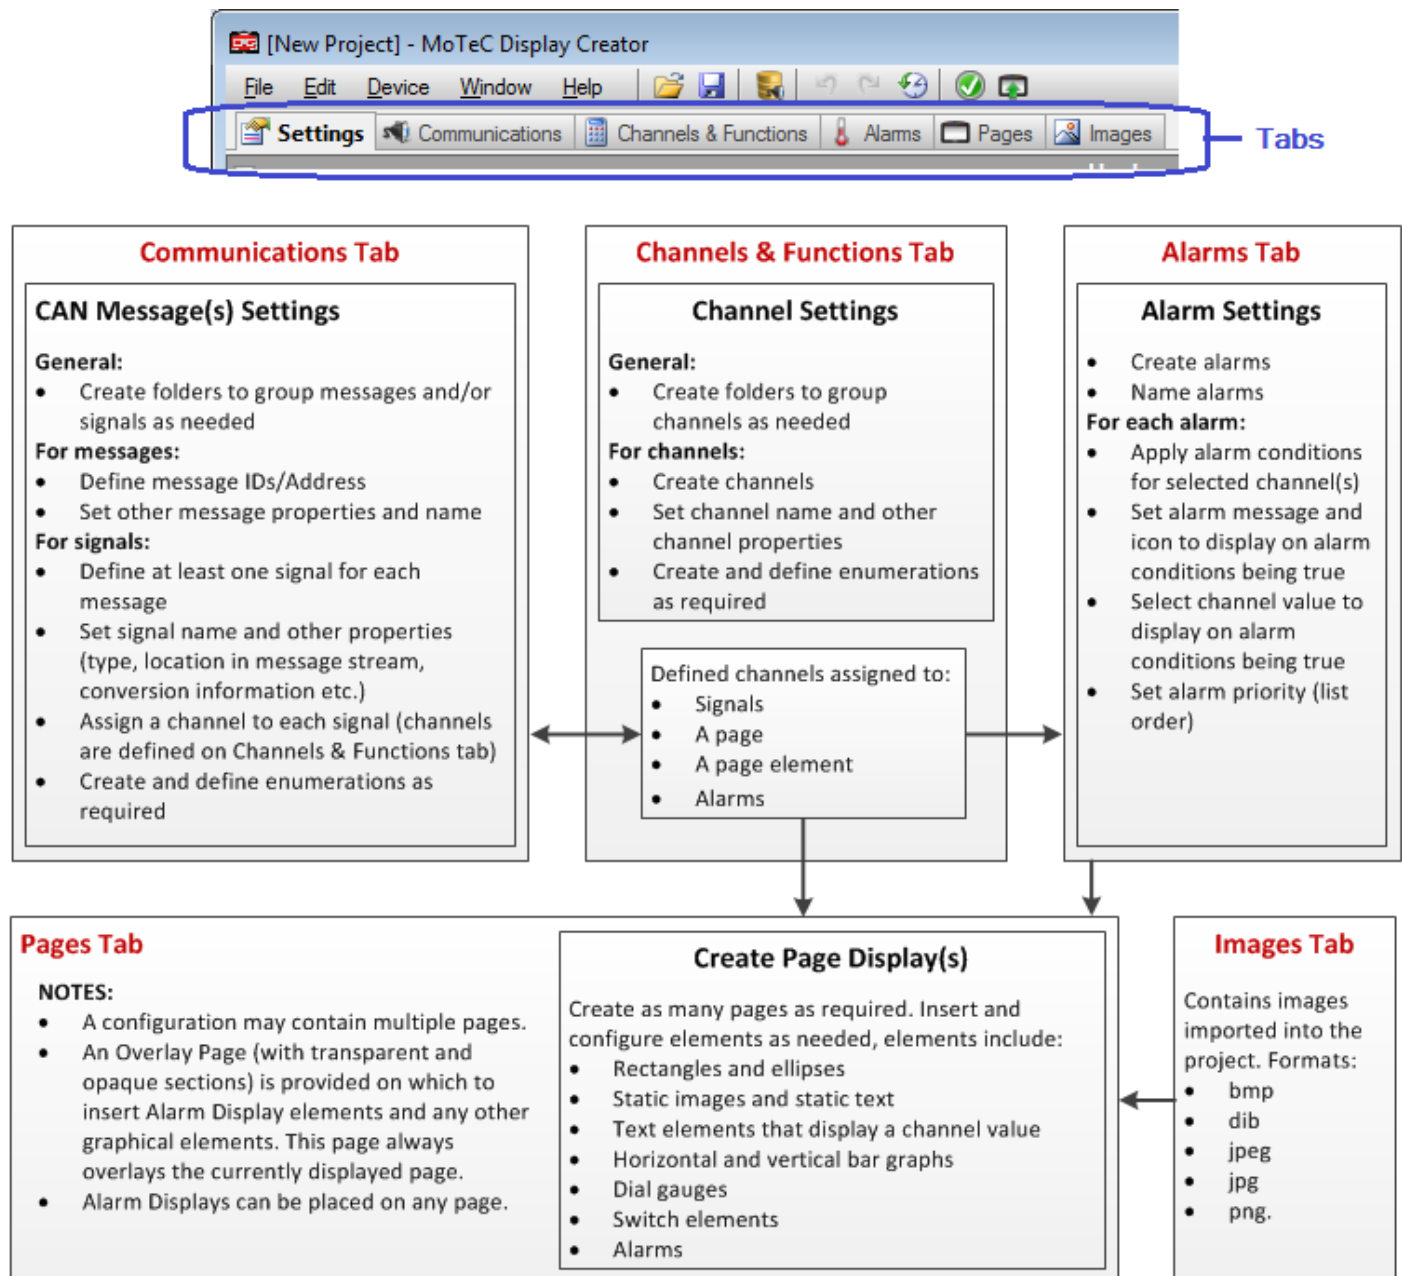 [New Project] - MoTeC Display Creator
File Edit Device Window Help
Settings Communications Channels & Functions Alarms Pages Images
Tabs
Communications Tab
CAN Message(s) Settings
General:
• Create folders to group messages and/or
signals as needed
For messages:
• Define message IDs/Address
• Set other message properties and name
For signals:
• Define at least one signal for each
message
• Set signal name and other properties
(type, location in message stream,
conversion information etc.)
• Assign a channel to each signal (channels
are defined on Channels & Functions tab)
• Create and define enumerations as
required
Channels & Functions Tab
Channel Settings
General:
• Create folders to group
channels as needed
For channels:
• Create channels
• Set channel name and other
channel properties
• Create and define enumerations
as required
Defined channels assigned to:
• Signals
• A page
• A page element
• Alarms
Alarms Tab
Alarm Settings
• Create alarms
• Name alarms
For each alarm:
• Apply alarm conditions
for selected channel(s)
• Set alarm message and
icon to display on alarm
conditions being true
• Select channel value to
display on alarm
conditions being true
• Set alarm priority (list
order)
Pages Tab
NOTES:
• A configuration may contain multiple pages.
• An Overlay Page (with transparent and
opaque sections) is provided on which to
insert Alarm Display elements and any other
graphical elements. This page always
overlays the currently displayed page.
• Alarm Displays can be placed on any page.
Create Page Display(s)
Create as many pages as required. Insert and
configure elements as needed, elements include:
• Rectangles and ellipses
• Static images and static text
• Text elements that display a channel value
• Horizontal and vertical bar graphs
• Dial gauges
• Switch elements
• Alarms
Images Tab
Contains images
imported into the
project. Formats:
• bmp
• dib
• jpeg
• jpg
• png.